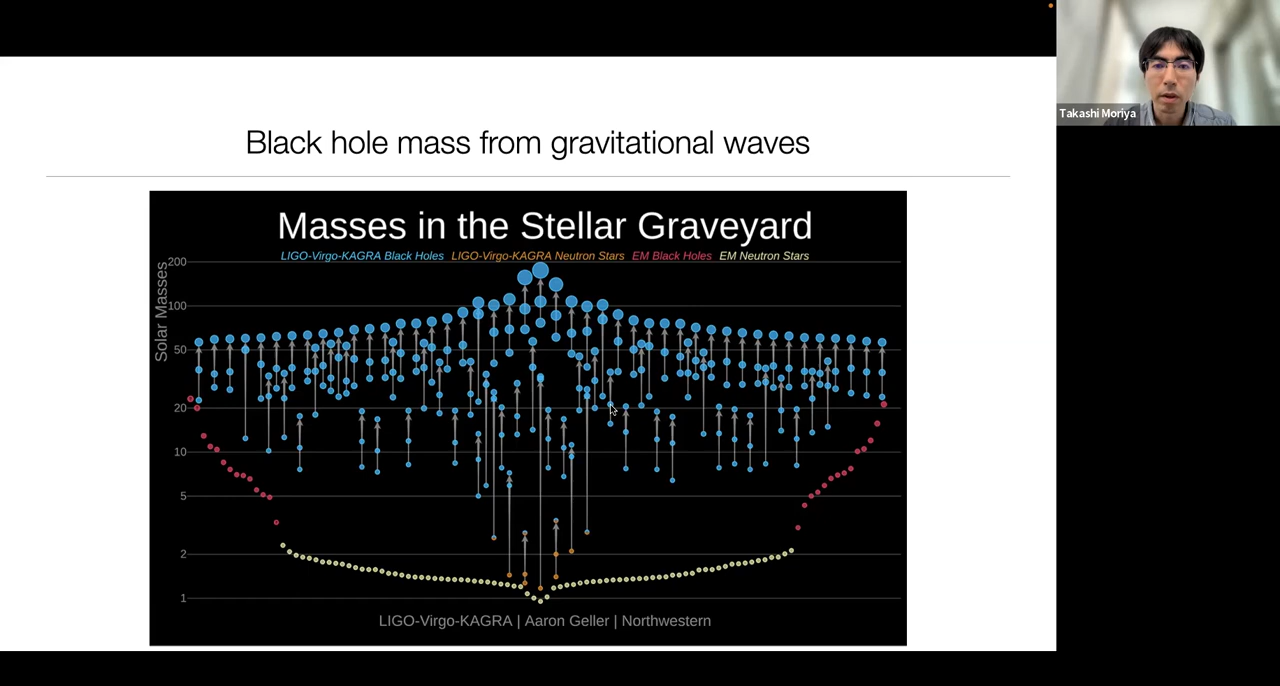 Takashi Moriya
Black hole mass from gravitational waves
Masses in the Stellar Graveyard
LIGO-Virgo-KAGRA Black Holes LIGO-Virgo-KAGRA Neutron Stars EM Black Holes EM Neutron Stars
Solar Masses
200
100
50
20
10
5
2
1
LIGO-Virgo-KAGRA | Aaron Geller | Northwestern